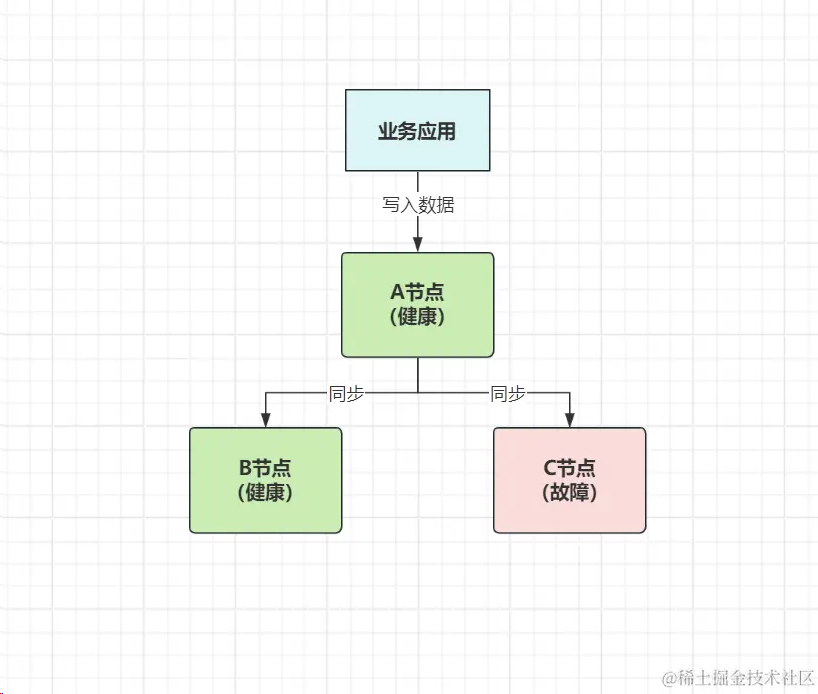 业务应用
写入数据
A节点
（健康）
同步
同步
B节点
（健康）
C节点
（故障）
@稀土掘金技术社区